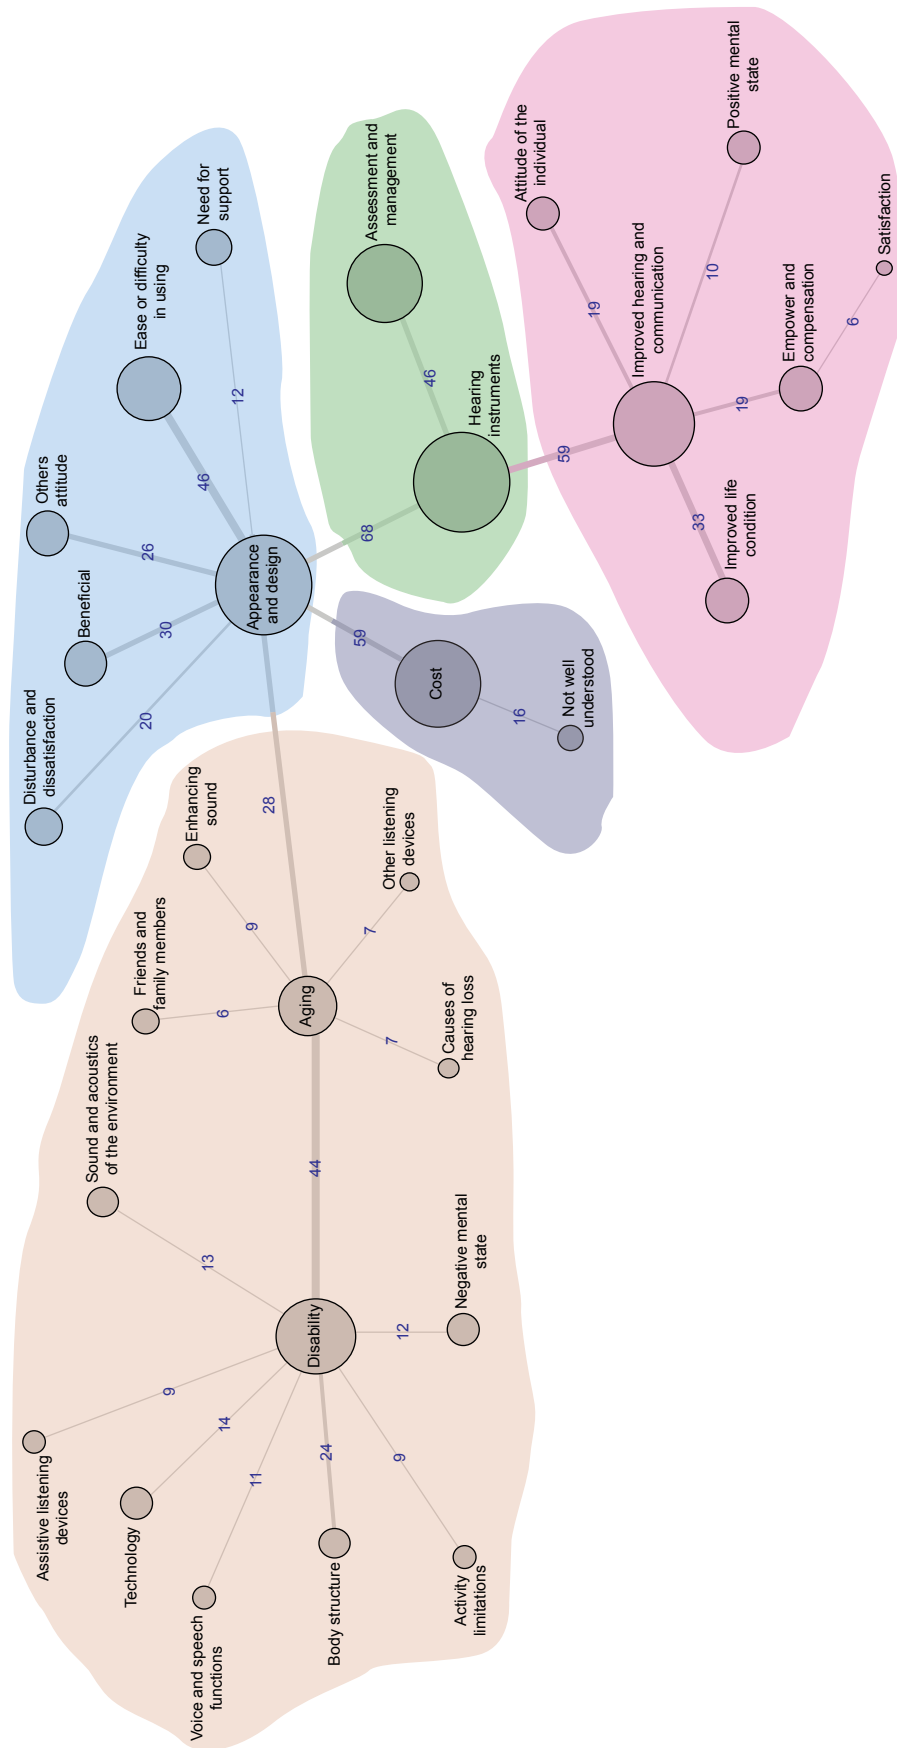 Assistive listening
devices
9
Technology
14
Voice and speech
functions
11
Body structure
24
Activity
limitations
9
Disability
Sound and acoustics
of the environment
13
Negative mental
state
12
44
Aging
Friends and
family members
6
Enhancing
sound
9
Other listening
devices
7
Causes of
hearing loss
7
28
Disturbance and
dissatisfaction
20
Beneficial
30
Others
attitude
26
Ease or difficulty
in using
46
Need for
support
12
Appearance
and design
59
Cost
16
Not well
understood
68
Hearing
instruments
46
Assessment and
management
59
Improved hearing and
communication
Attitude of the
individual
19
Positive mental
state
10
Improved life
condition
33
Empower and
compensation
19
Satisfaction
6